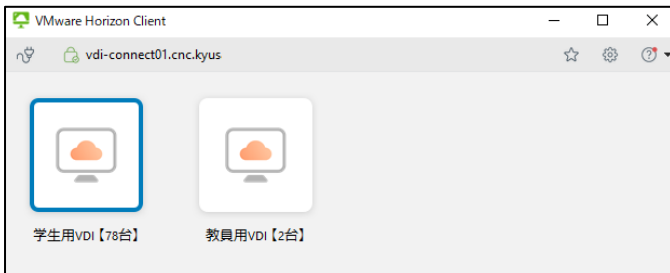 VMware Horizon Client
vdi-connect01.cnc.kyus
学生用VDI【78台】
教員用VDI【2台】